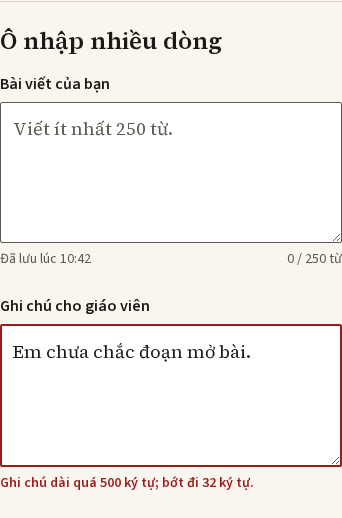 Ô nhập nhiều dòng
Bài viết của bạn
Viết ít nhất 250 từ.
Đã lưu lúc 10:42
0 / 250 từ
Ghi chú cho giáo viên
Em chưa chắc đoạn mở bài.
Ghi chú dài quá 500 ký tự; bớt đi 32 ký tự.